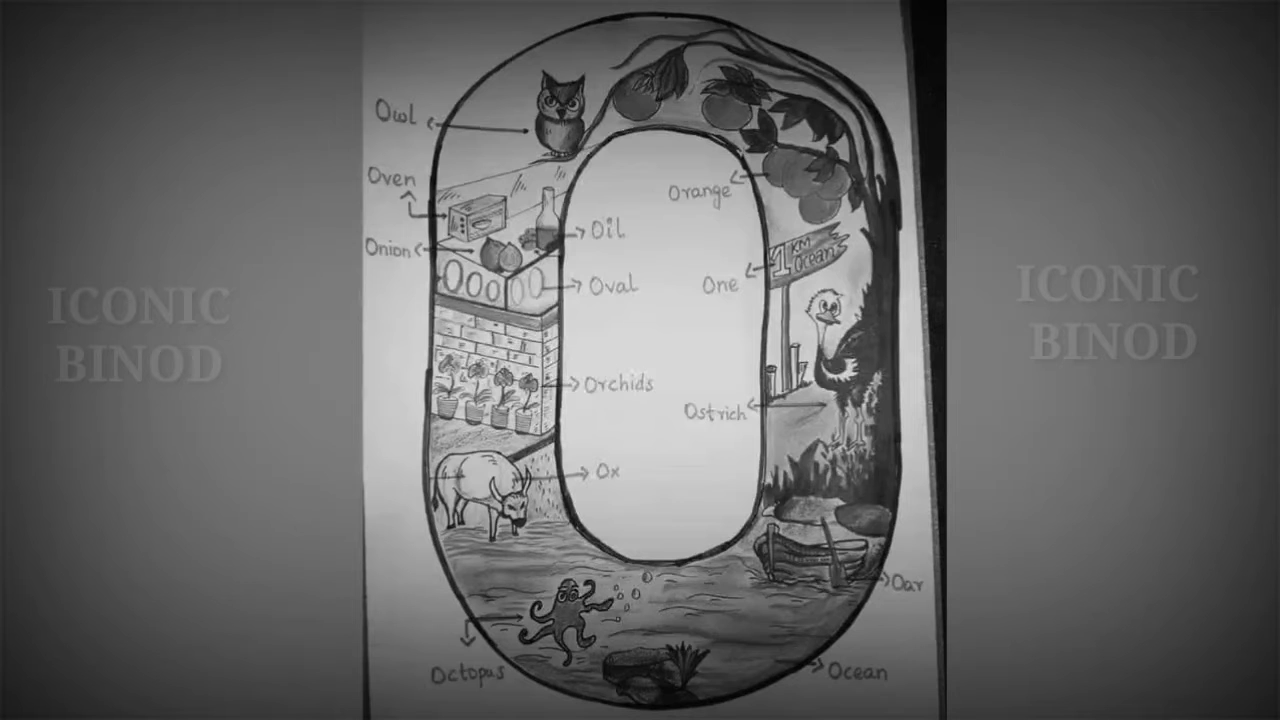 Owl
Oven
Onion
Oil
Oval
Orchids
Ox
Octopus
Orange
One
1 KM
Ocean
Ostrich
Oar
Ocean
ICONIC
BINOD
ICONIC
BINOD